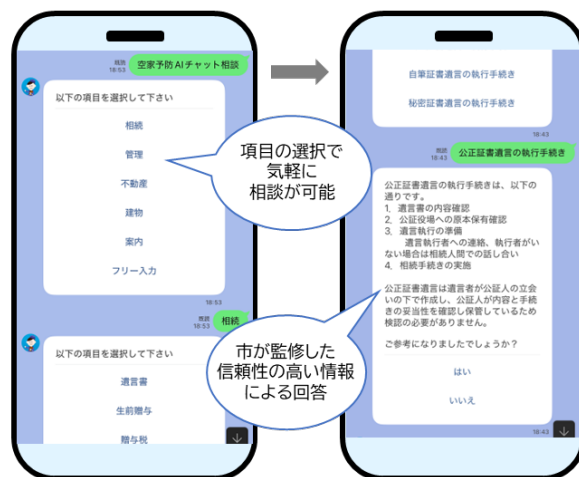 既読
18:53
空家予防AIチャット相談
以下の項目を選択して下さい
相続
管理
不動産
建物
案内
フリー入力
18:53
既読
18:53
相続
以下の項目を選択して下さい
遺言書
生前贈与
贈与税
項目の選択で
気軽に
相談が可能
市が監修した
信頼性の高い情報
による回答
自筆証書遺言の執行手続き
秘密証書遺言の執行手続き
18:43
既読
18:43
公正証書遺言の執行手続き
公正証書遺言の執行手続きは、以下の
通りです。
1. 遺言書の内容確認
2. 公証役場への原本保有確認
3. 遺言執行の準備
遺言執行者への連絡、執行者がい
ない場合は相続人間での話し合い
4. 相続手続きの実施
公正証書遺言は遺言者が公証人の立会
いの下で作成し、公証人が内容と手続
きの妥当性を確認し保管しているため
検認の必要がありません。
ご参考になりましたでしょうか？
はい
いいえ
18:43